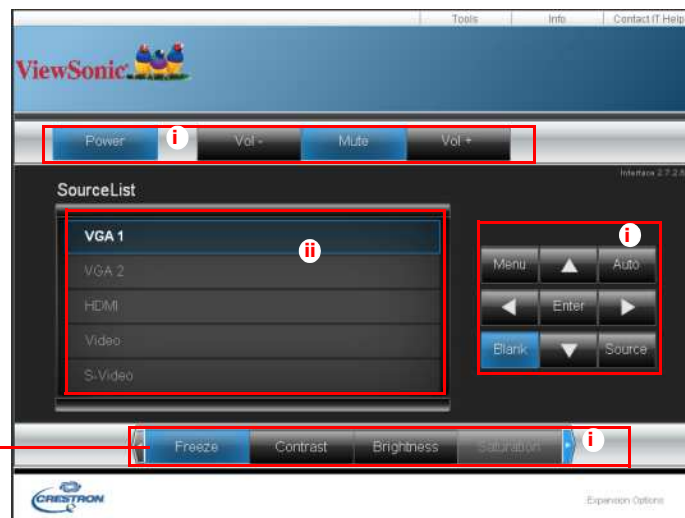 Tools Info Contact IT Help
ViewSonic
Power i Vol - Mute Vol +
Interface 2.7.2.8
SourceList
VGA 1
ii
VGA 2
HDMI
Video
S-Video
i
Menu Auto
Enter
Blank Source
Freeze Contrast Brightness Saturation i
CRESTRON
Expansion Options